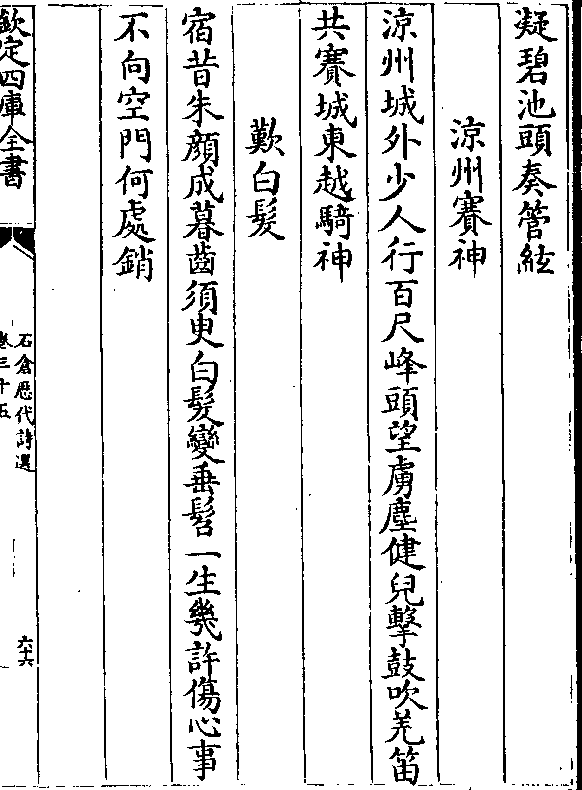 凝碧池頭奏管絃
涼州賽神
涼州城外少人行百尺峰頭望虜塵健兒擊鼓吹羌笛
共賽城東越騎神
歎白髮
宿昔朱顏成暮齒須臾白髮變垂髫一生幾許傷心事
不向空門何處銷
欽定四庫全書
石倉歷代詩選
卷三十五
六十六